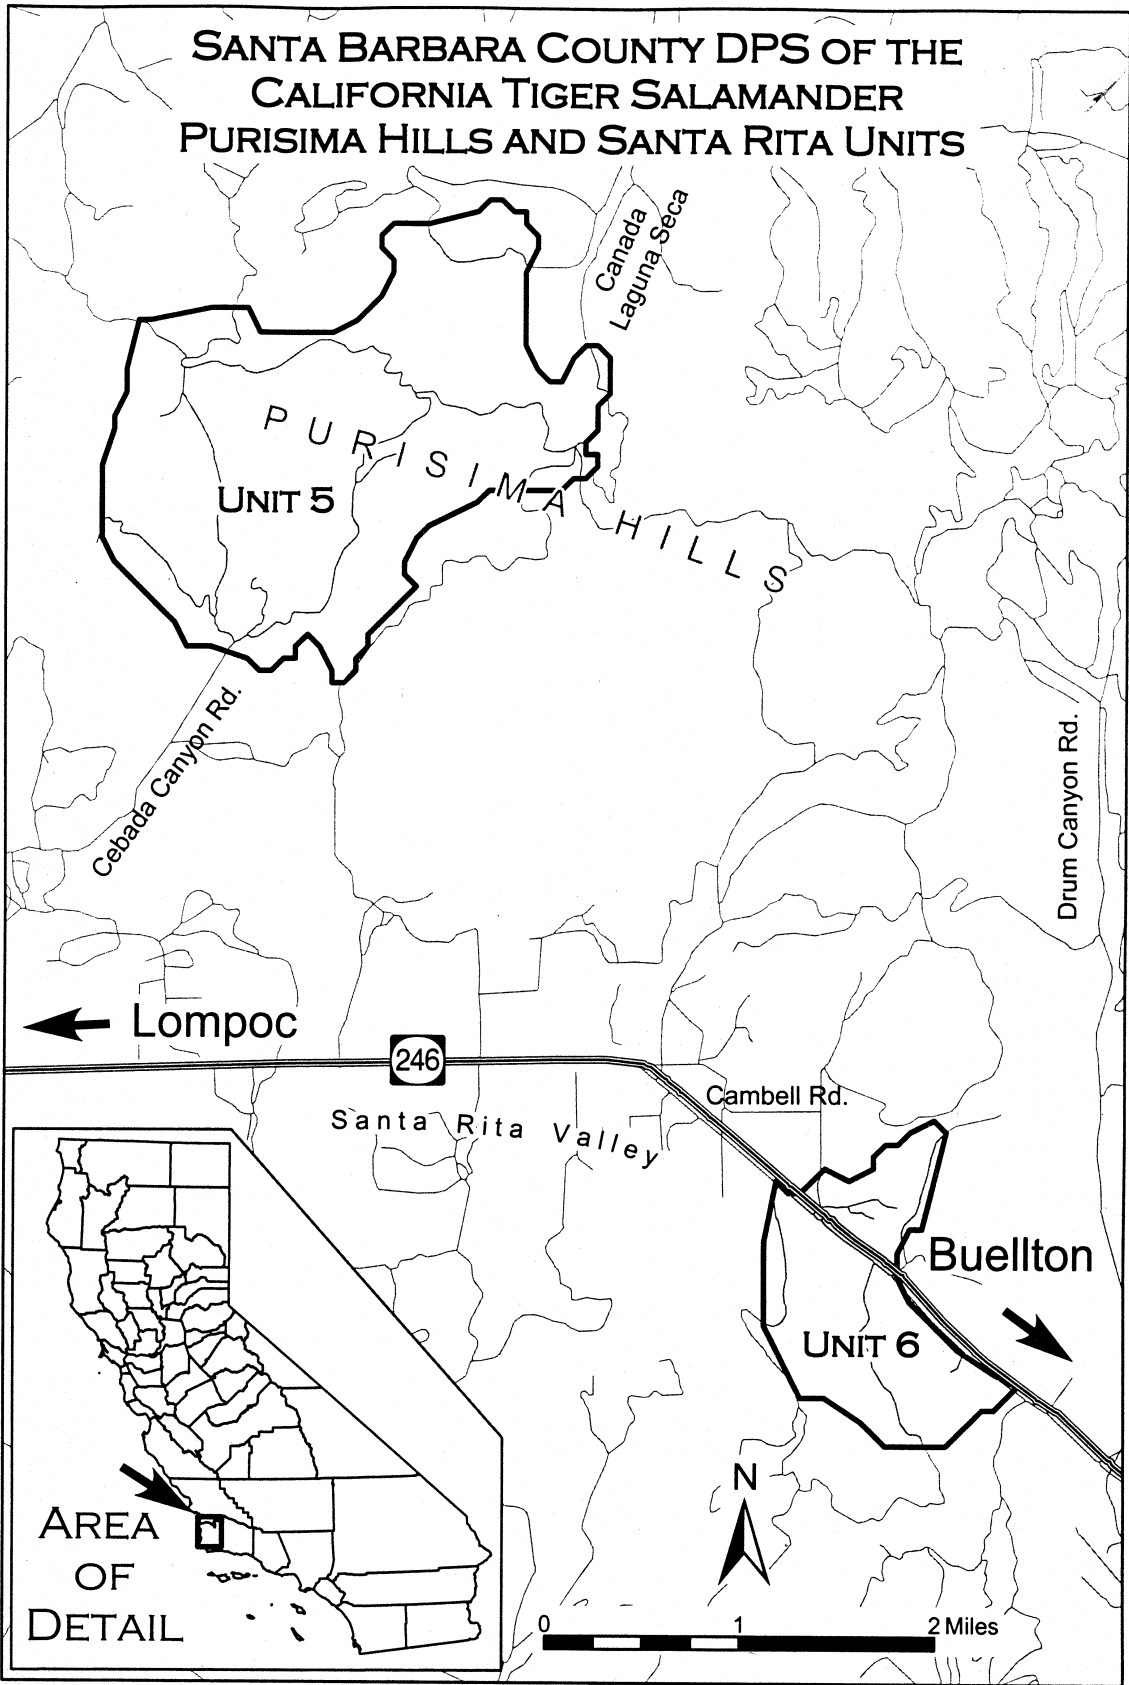 SANTA BARBARA COUNTY DPS OF THE
CALIFORNIA TIGER SALAMANDER
PURISIMA HILLS AND SANTA RITA UNITS
Canada
Laguna Seca
PURISIMA HILLS
UNIT 5
Cebada Canyon Rd.
Drum Canyon Rd.
Lompoc
246
Cambell Rd.
Santa Rita Valley
Buellton
UNIT 6
N
AREA
OF
DETAIL
0 1 2 Miles